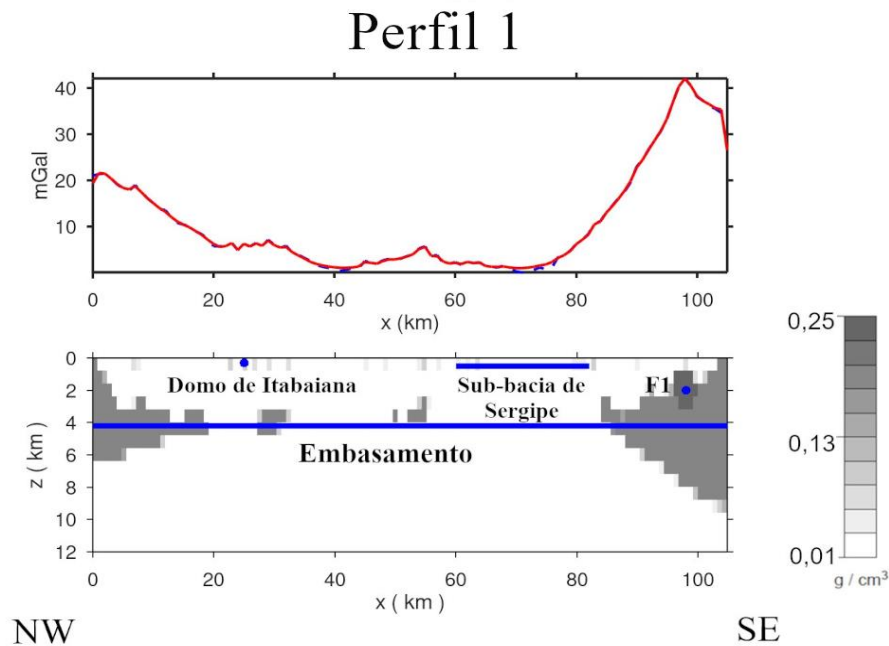 Perfil 1
40
30
20
10
mGal
0 20 40 60 80 100
x (km)
0
2
4
6
8
10
12
z ( km )
Domo de Itabaiana
Sub-bacia de
Sergipe
F1
Embasamento
0 20 40 60 80 100
x ( km )
0,25
0,13
0,01
g / cm³
NW
SE